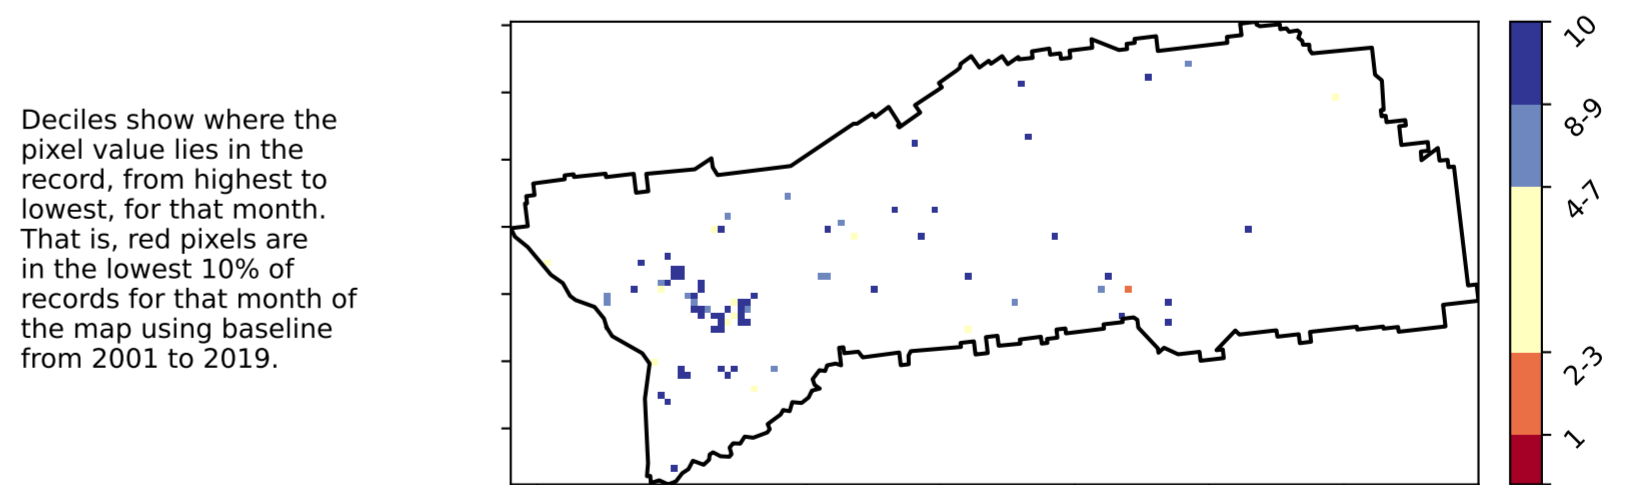 Deciles show where the
pixel value lies in the
record, from highest to
lowest, for that month.
That is, red pixels are
in the lowest 10% of
records for that month of
the map using baseline
from 2001 to 2019.
10
8-9
4-7
2-3
1